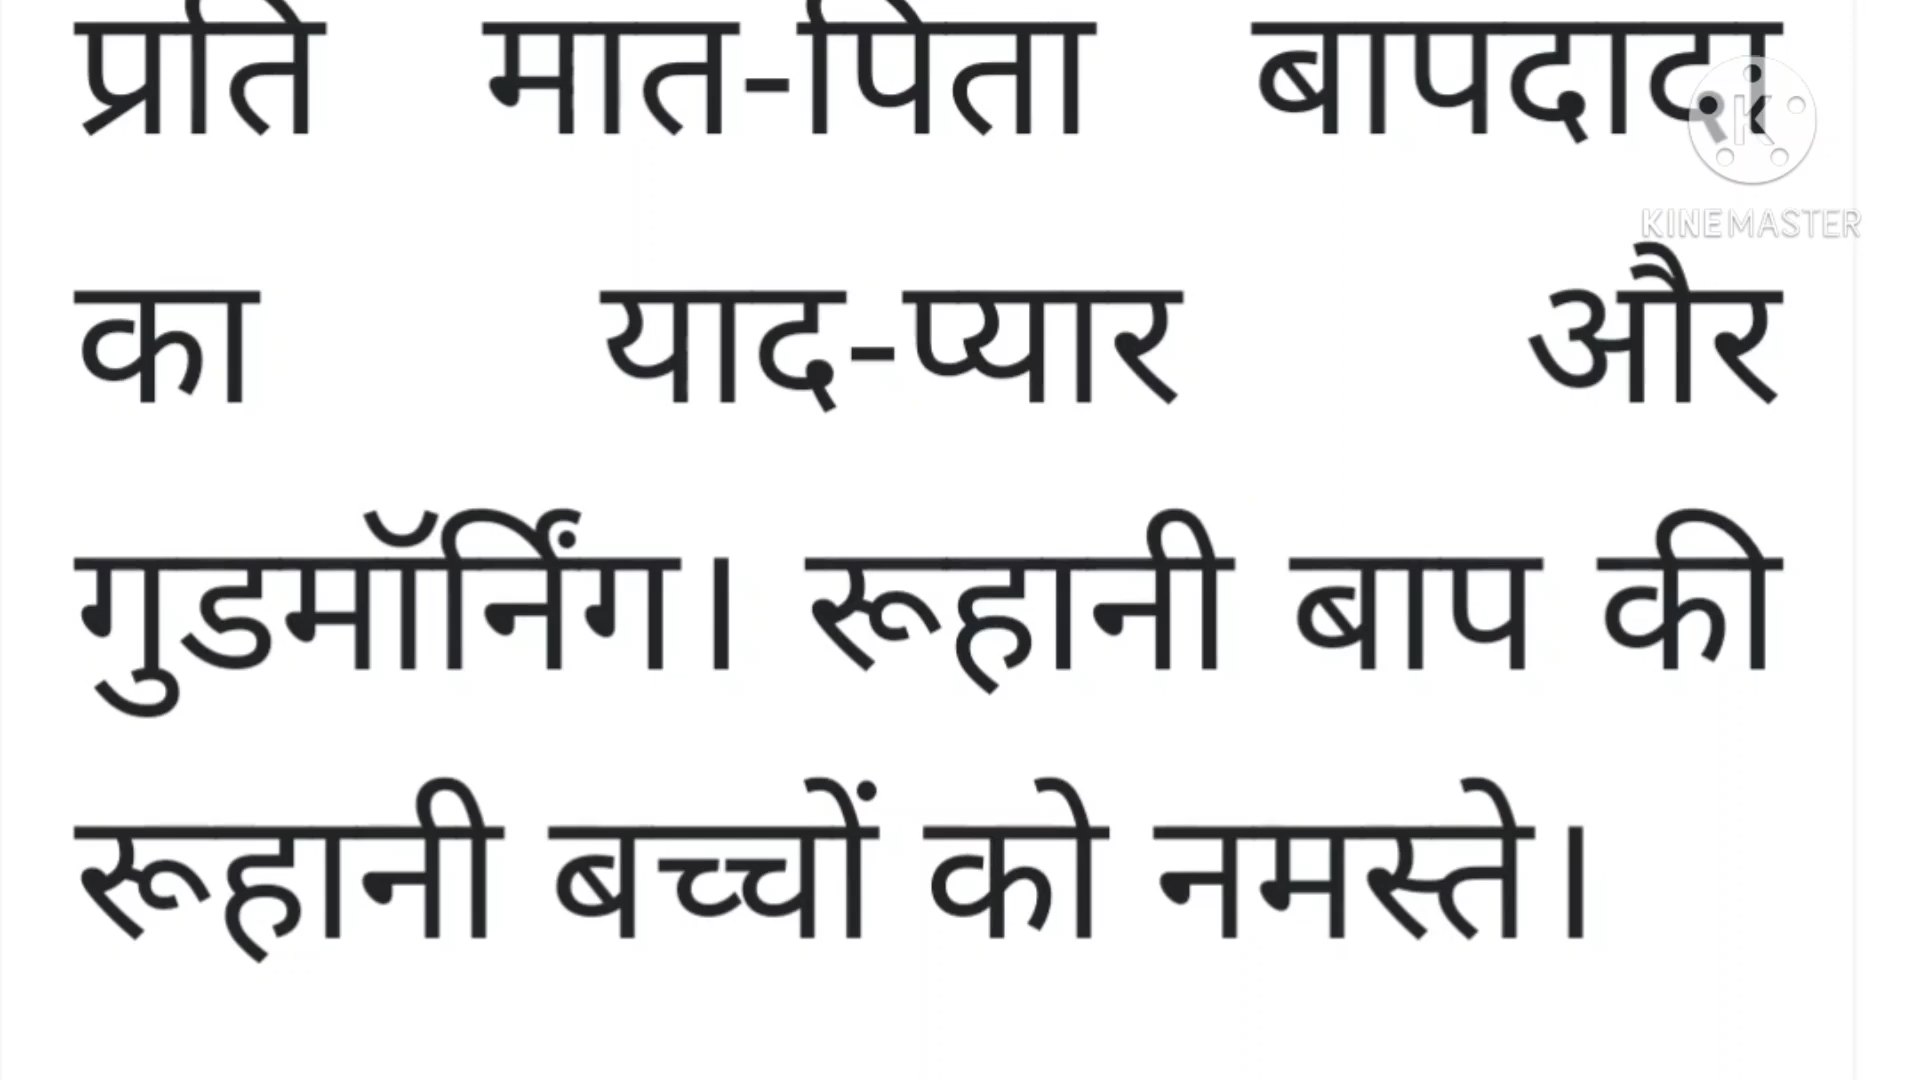 प्रति मात-पिता बापदादा
का याद-प्यार और
गुडमॉर्निंग। रूहानी बाप की
रूहानी बच्चों को नमस्ते।
KINEMASTER